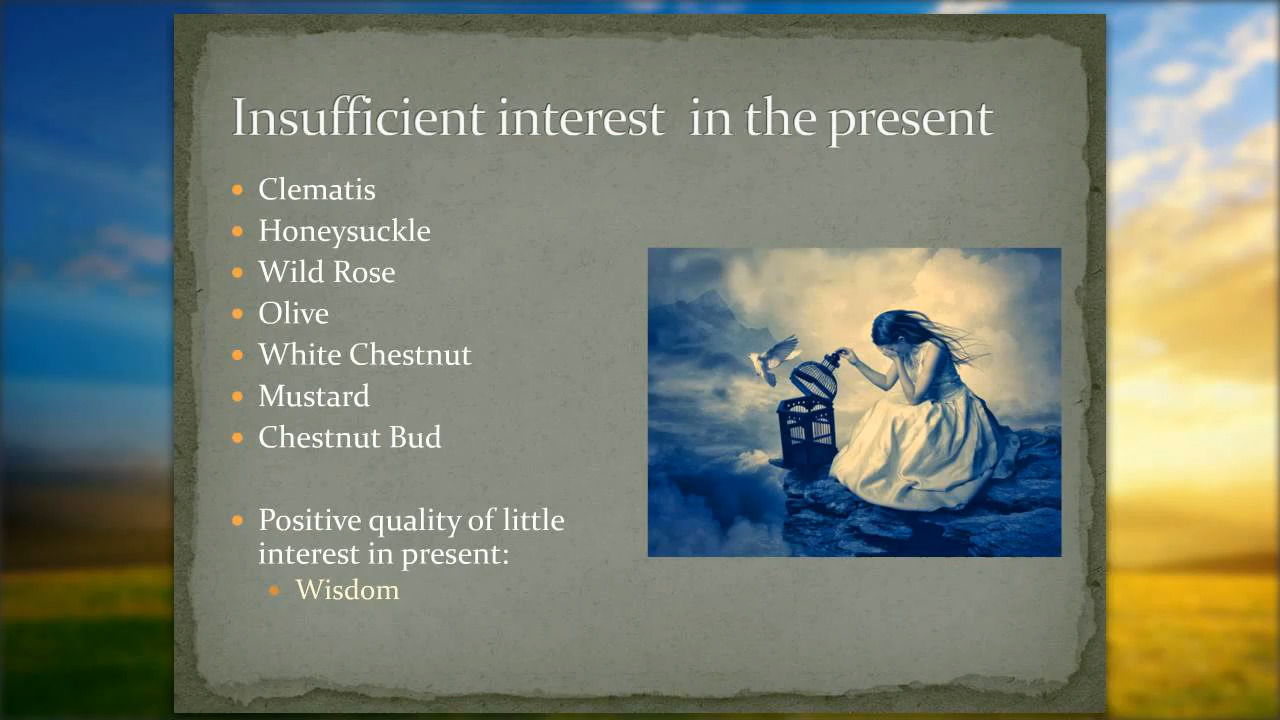 Insufficient interest  in the present
Clematis
Honeysuckle
Wild Rose
Olive
White Chestnut
Mustard
Chestnut Bud
Positive quality of little
interest in present:
Wisdom